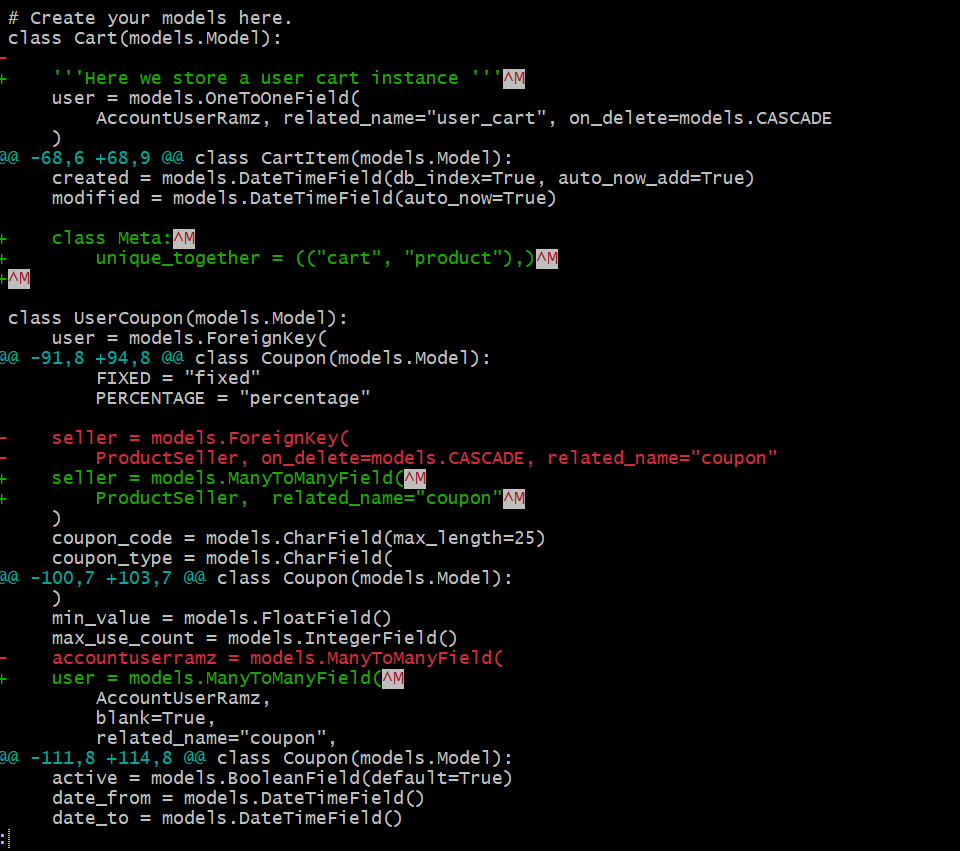 # Create your models here.
class Cart(models.Model):
-
+    '''Here we store a user cart instance '''^M
    user = models.OneToOneField(
        AccountUserRamz, related_name="user_cart", on_delete=models.CASCADE
    )
@@ -68,6 +68,9 @@ class CartItem(models.Model):
    created = models.DateTimeField(db_index=True, auto_now_add=True)
    modified = models.DateTimeField(auto_now=True)
+    class Meta:^M
+        unique_together = (("cart", "product"),)^M
+^M
class UserCoupon(models.Model):
    user = models.ForeignKey(
@@ -91,8 +94,8 @@ class Coupon(models.Model):
        FIXED = "fixed"
        PERCENTAGE = "percentage"
-    seller = models.ForeignKey(
-        ProductSeller, on_delete=models.CASCADE, related_name="coupon"
+    seller = models.ManyToManyField(^M
+        ProductSeller,  related_name="coupon"^M
    )
    coupon_code = models.CharField(max_length=25)
    coupon_type = models.CharField(
@@ -100,7 +103,7 @@ class Coupon(models.Model):
    )
    min_value = models.FloatField()
    max_use_count = models.IntegerField()
-    accountuserramz = models.ManyToManyField(
+    user = models.ManyToManyField(^M
        AccountUserRamz,
        blank=True,
        related_name="coupon",
@@ -111,8 +114,8 @@ class Coupon(models.Model):
    active = models.BooleanField(default=True)
    date_from = models.DateTimeField()
    date_to = models.DateTimeField()
: